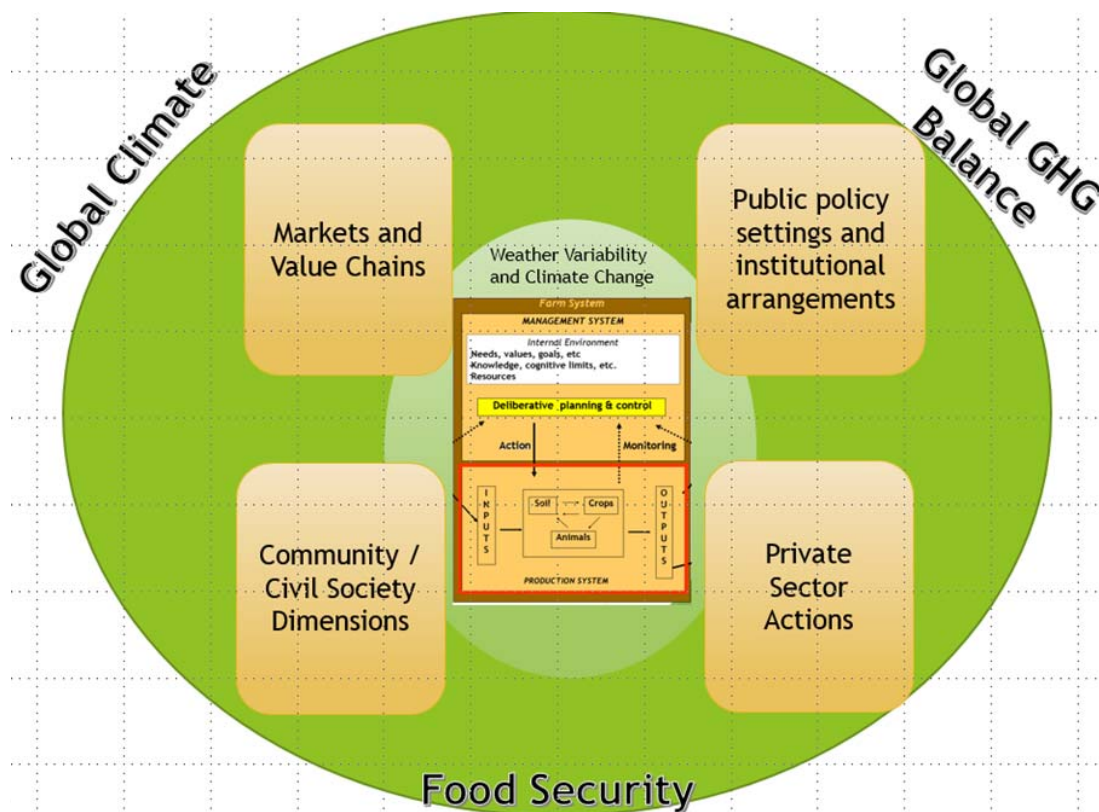 Global Climate
Global GHG
Balance
Markets and
Value Chains
Public policy
settings and
institutional
arrangements
Weather Variability
and Climate Change
Farm System
MANAGEMENT SYSTEM
Internal Environment
Needs, values, goals, etc
Knowledge, cognitive limits, etc.
Resources
Deliberative planning & control
Action
Monitoring
INPUTS
Soil
Crops
Animals
OUTPUTS
PRODUCTION SYSTEM
Community /
Civil Society
Dimensions
Private
Sector
Actions
Food Security